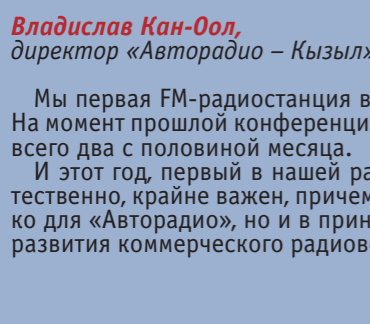 Владислав Кан-Оол,
директор «Авторадио – Кызыл»
Мы первая FM-радиостанция в
На момент прошлой конференци
всего два с половиной месяца.
И этот год, первый в нашей ра
тественно, крайне важен, причем
ко для «Авторадио», но и в прин
развития коммерческого радиов